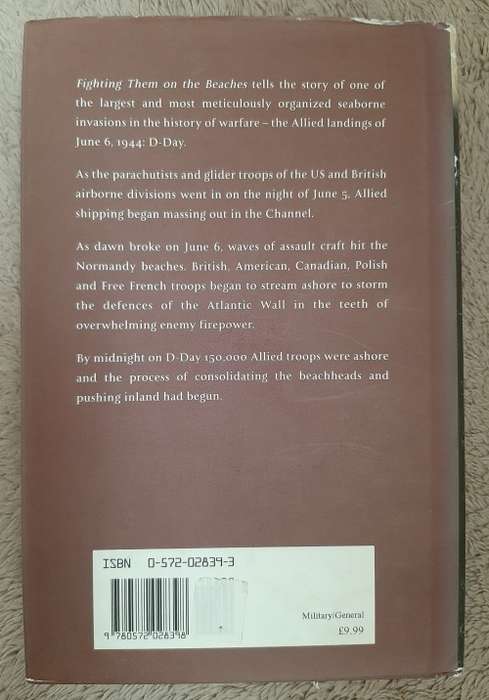 Fighting Them on the Beaches tells the story of one of
the largest and most meticulously organized seaborne
invasions in the history of warfare – the Allied landings of
June 6, 1944: D-Day.
As the parachutists and glider troops of the US and British
airborne divisions went in on the night of June 5, Allied
shipping began massing out in the Channel.
As dawn broke on June 6, waves of assault craft hit the
Normandy beaches. British, American, Canadian, Polish
and Free French troops began to stream ashore to storm
the defences of the Atlantic Wall in the teeth of
overwhelming enemy firepower.
By midnight on D-Day 150,000 Allied troops were ashore
and the process of consolidating the beachheads and
pushing inland had begun.
ISBN 0-572-02839-3
9 780572 028398
Military/General
£9.99